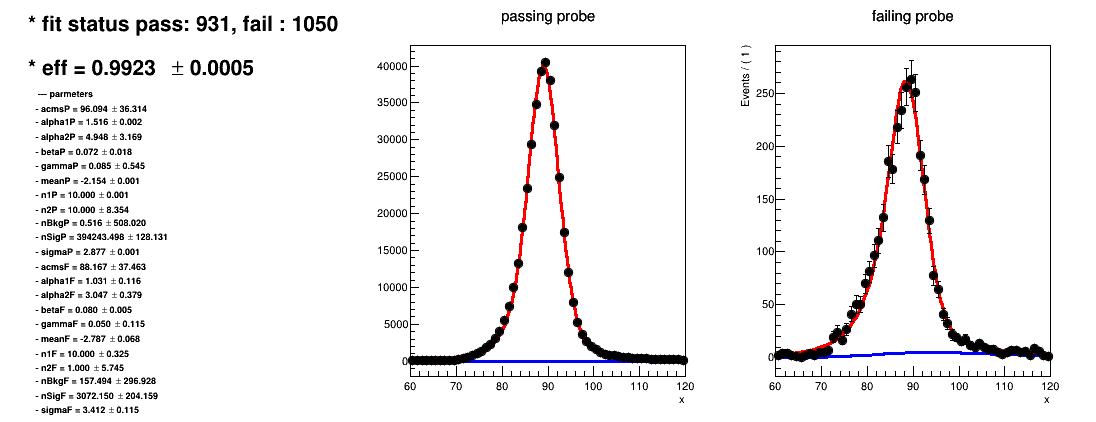 * fit status pass: 931, fail : 1050
* eff = 0.9923 ± 0.0005
--- parmeters
- acmsP = 96.094 ± 36.314
- alpha1P = 1.516 ± 0.002
- alpha2P = 4.948 ± 3.169
- betaP = 0.072 ± 0.018
- gammaP = 0.085 ± 0.545
- meanP = -2.154 ± 0.001
- n1P = 10.000 ± 0.001
- n2P = 10.000 ± 8.354
- nBkgP = 0.516 ± 508.020
- nSigP = 394243.498 ± 128.131
- sigmaP = 2.877 ± 0.001
- acmsF = 88.167 ± 37.463
- alpha1F = 1.031 ± 0.116
- alpha2F = 3.047 ± 0.379
- betaF = 0.080 ± 0.005
- gammaF = 0.050 ± 0.115
- meanF = -2.787 ± 0.068
- n1F = 10.000 ± 0.325
- n2F = 1.000 ± 5.745
- nBkgF = 157.494 ± 296.928
- nSigF = 3072.150 ± 204.159
- sigmaF = 3.412 ± 0.115
passing probe
40000
35000
30000
25000
20000
15000
10000
5000
0
60 70 80 90 100 110 120
x
failing probe
Events / ( 1 )
250
200
150
100
50
0
60 70 80 90 100 110 120
x